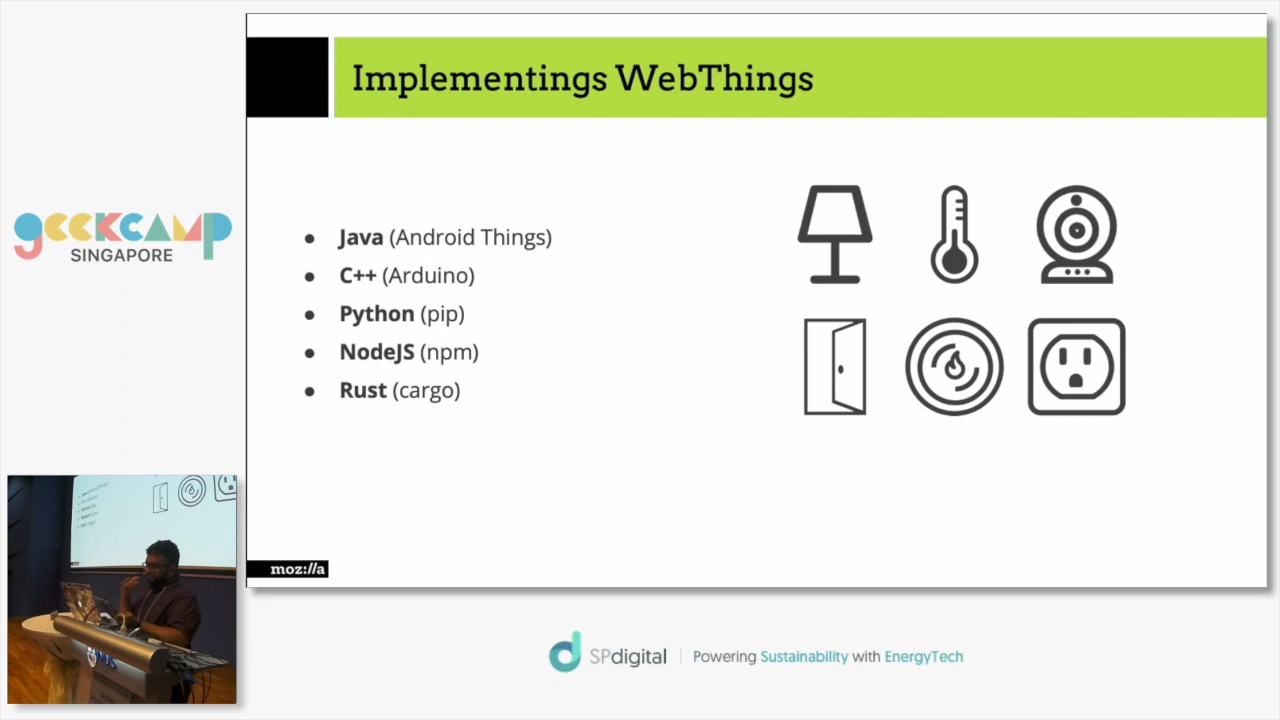 Implementings WebThings
geekcamp
SINGAPORE
● Java (Android Things)
● C++ (Arduino)
● Python (pip)
● NodeJS (npm)
● Rust (cargo)
moz://a
NUS
SPdigital | Powering Sustainability with EnergyTech